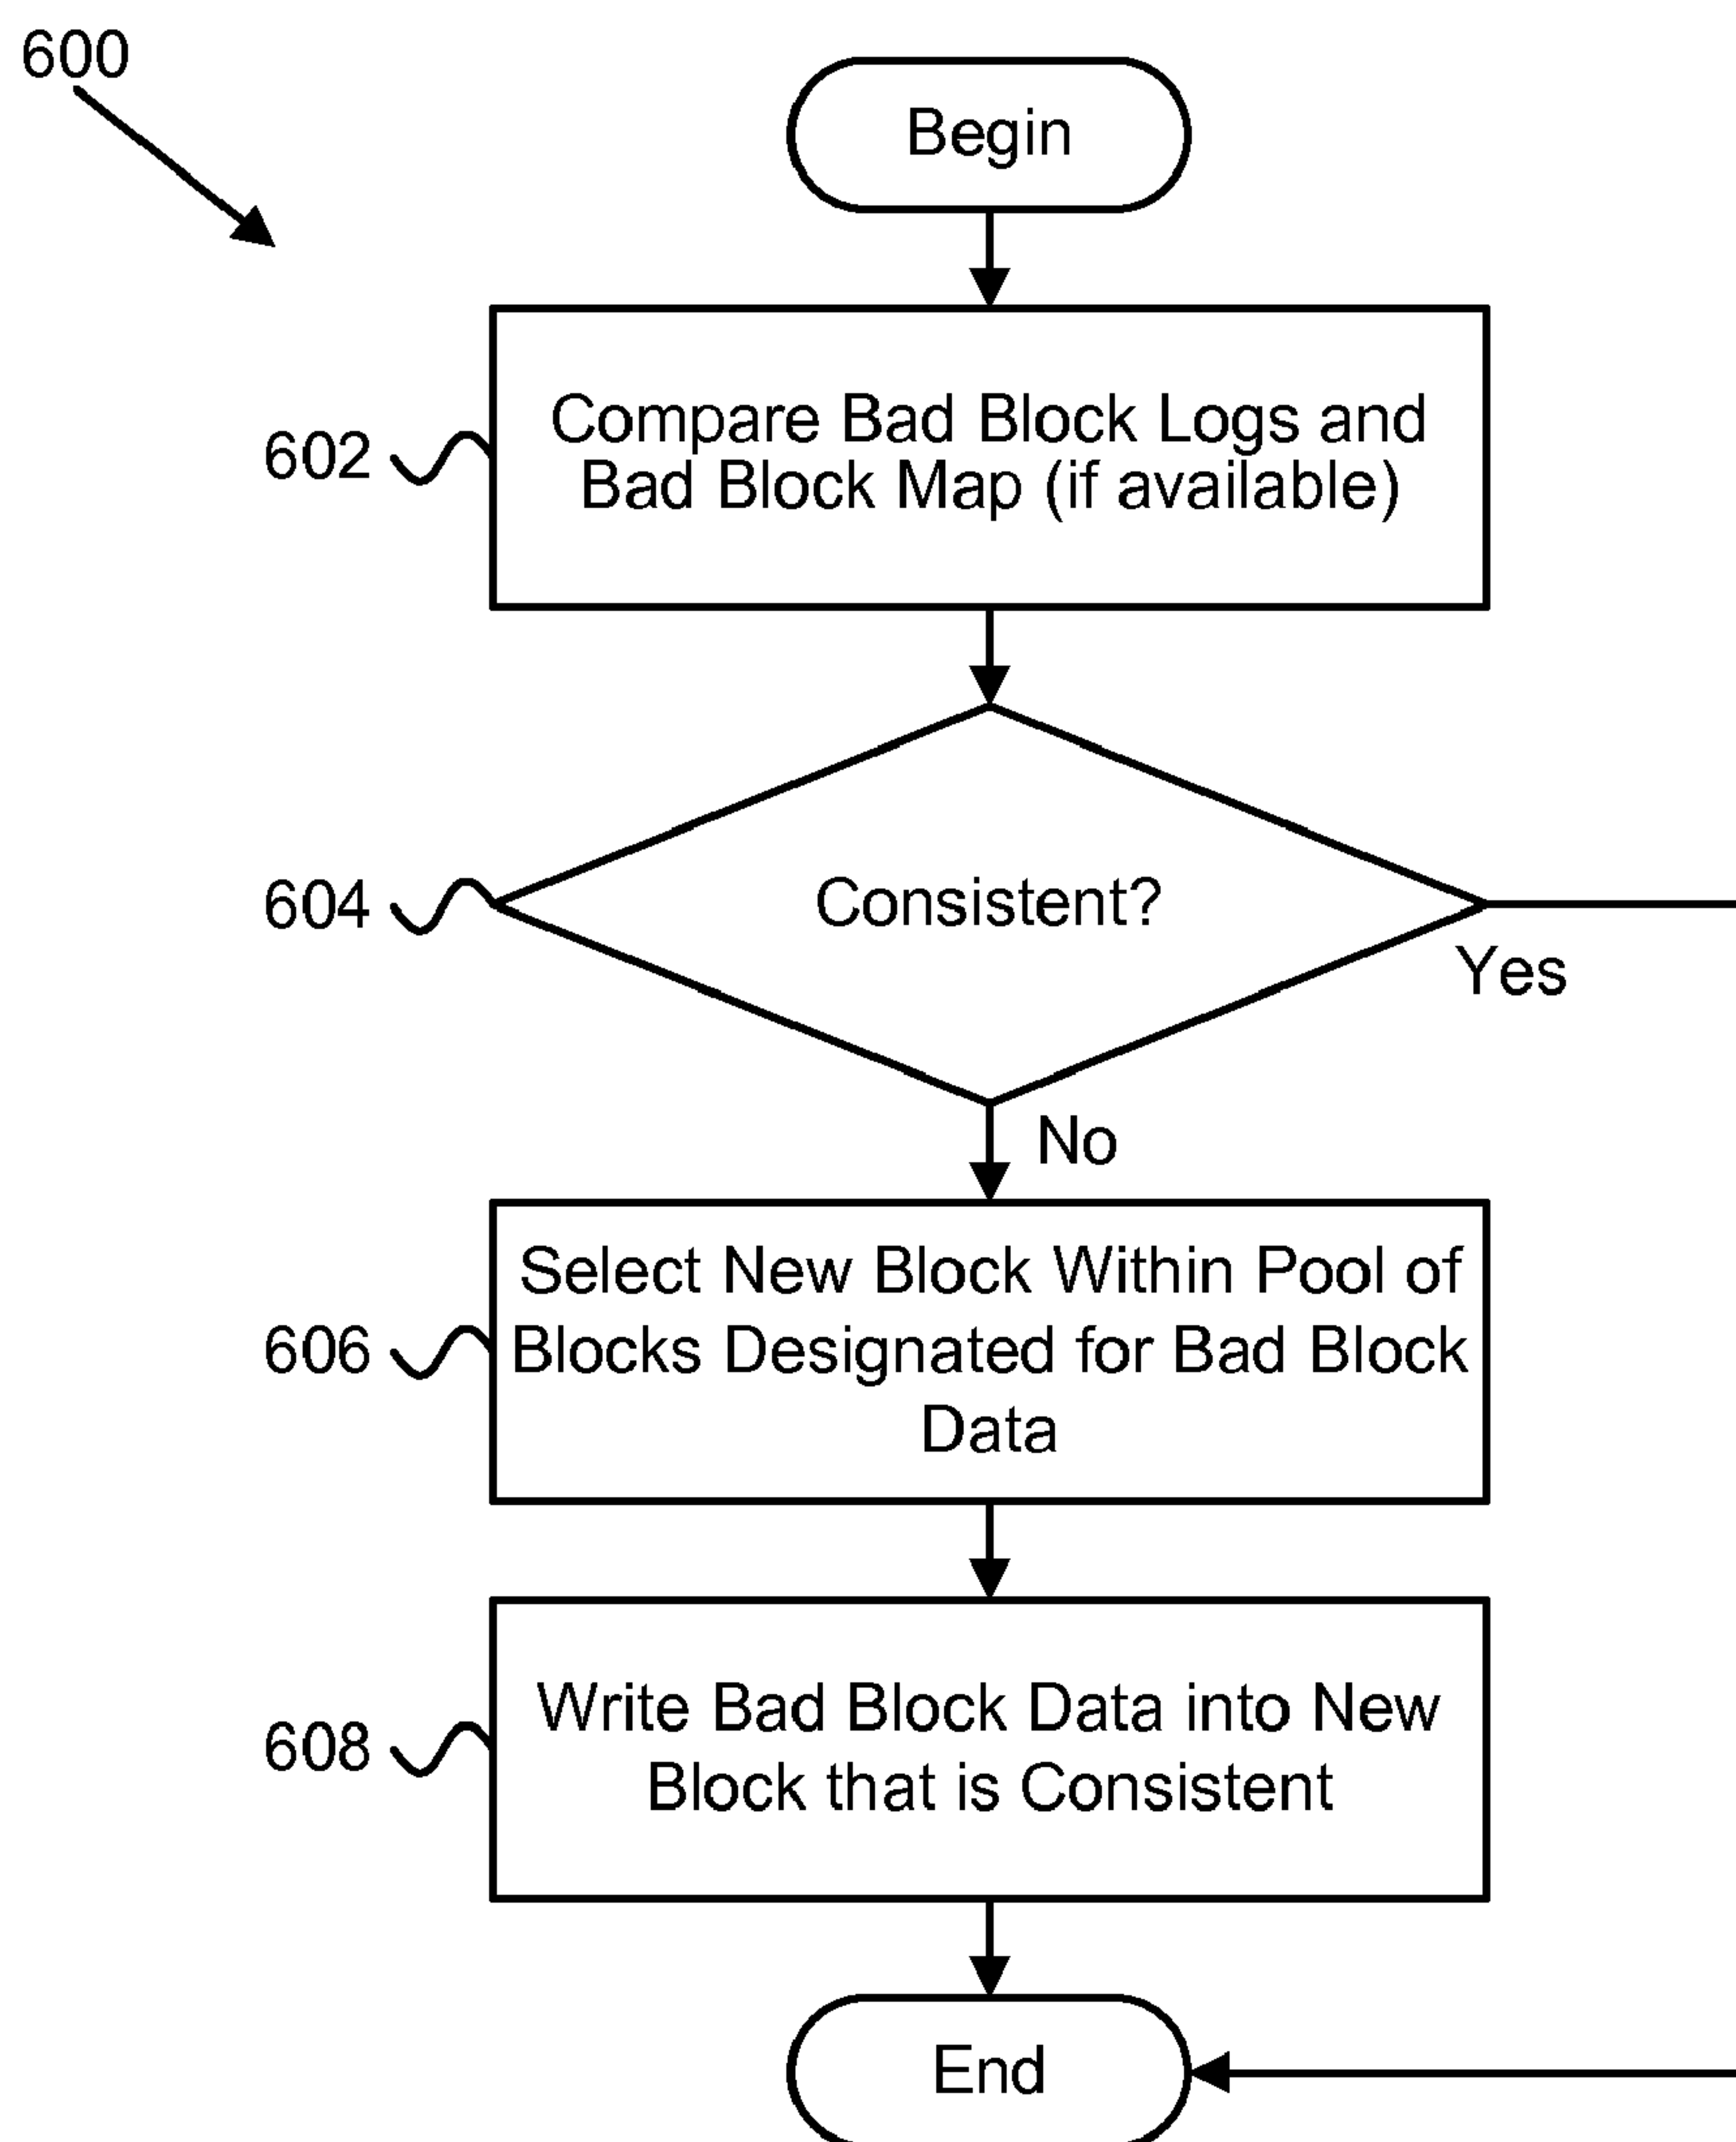 600
Begin
602
Compare Bad Block Logs and
Bad Block Map (if available)
604
Consistent?
Yes
No
606
Select New Block Within Pool of
Blocks Designated for Bad Block
Data
608
Write Bad Block Data into New
Block that is Consistent
End